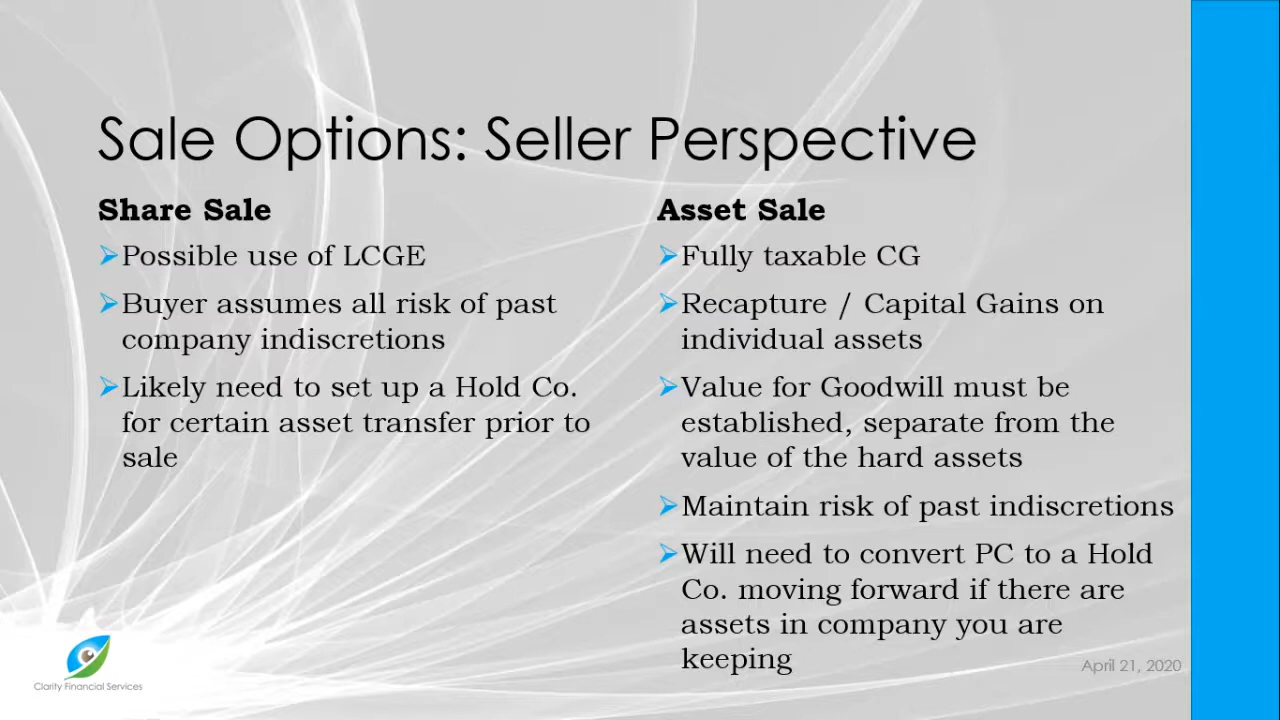 Sale Options: Seller Perspective
Share Sale
➢Possible use of LCGE
➢Buyer assumes all risk of past
company indiscretions
➢Likely need to set up a Hold Co.
for certain asset transfer prior to
sale
Asset Sale
➢Fully taxable CG
➢Recapture / Capital Gains on
individual assets
➢Value for Goodwill must be
established, separate from the
value of the hard assets
➢Maintain risk of past indiscretions
➢Will need to convert PC to a Hold
Co. moving forward if there are
assets in company you are
keeping
Clarity Financial Services
April 21, 2020